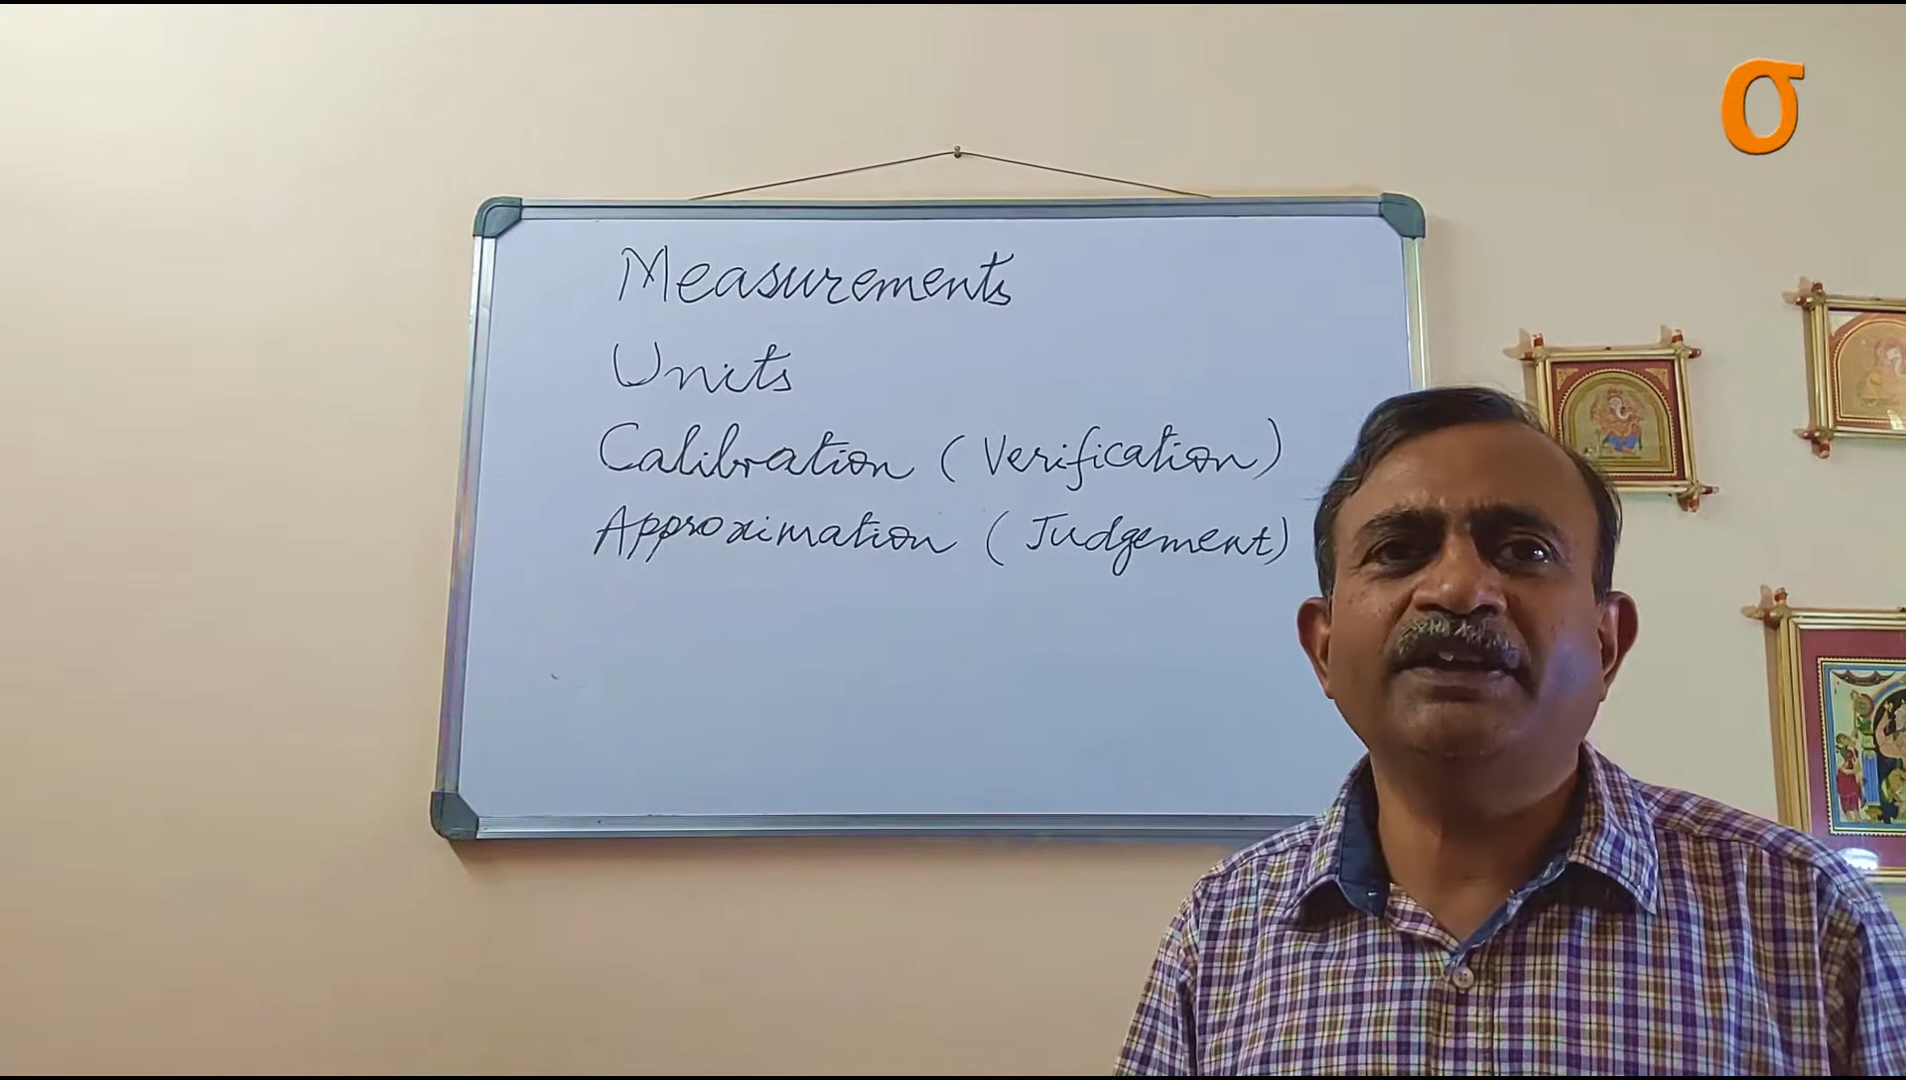 σ
Measurements
Units
Calibration (Verification)
Approximation (Judgement)